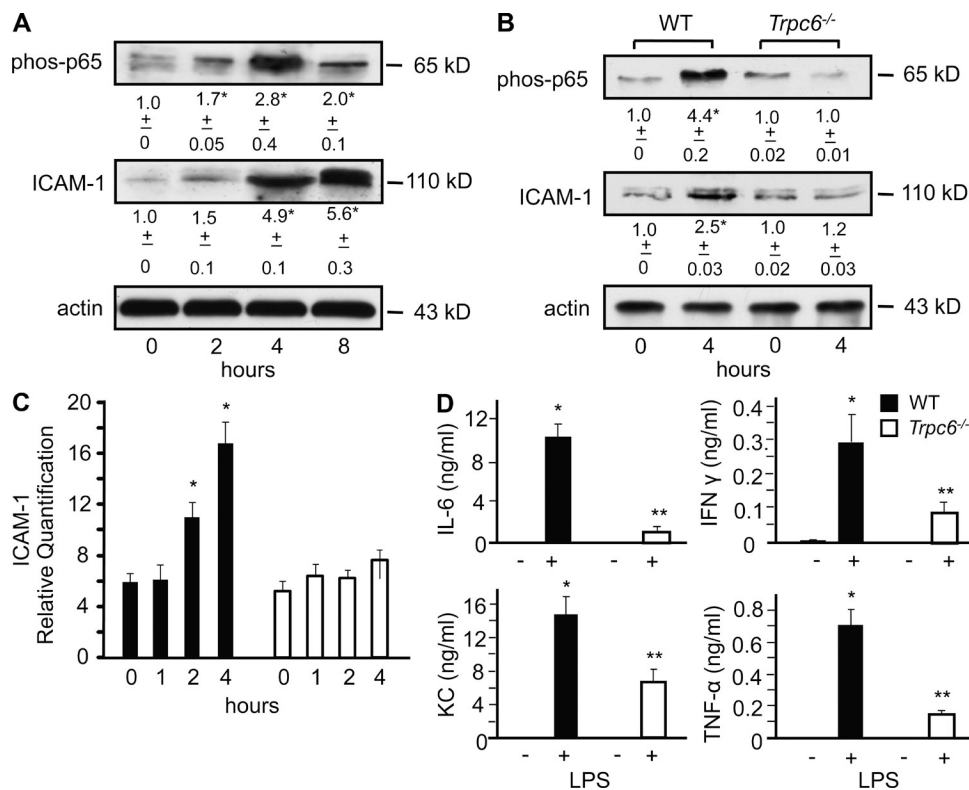 A
phos-p65
65 kD
1.0 1.7* 2.8* 2.0*
± ± ± ±
0 0.05 0.4 0.1
ICAM-1
110 kD
1.0 1.5 4.9* 5.6*
± ± ± ±
0 0.1 0.1 0.3
actin
43 kD
0 2 4 8
hours
B
WT Trpc6-/-
phos-p65
65 kD
1.0 4.4* 1.0 1.0
± ± ± ±
0 0.2 0.02 0.01
ICAM-1
110 kD
1.0 2.5* 1.0 1.2
± ± ± ±
0 0.03 0.02 0.03
actin
43 kD
0 4 0 4
hours
C
ICAM-1
Relative Quantification
20
16
12
8
4
0
* *
0 1 2 4 0 1 2 4
hours
D
IL-6 (ng/ml)
12
8
4
0
* **
- + - +
IFN γ (ng/ml)
0.4
0.3
0.2
0.1
0
* **
- + - +
WT
Trpc6-/-
KC (ng/ml)
16
12
8
4
0
* **
- + - +
LPS
TNF-α (ng/ml)
0.8
0.6
0.4
0.2
0
* **
- + - +
LPS